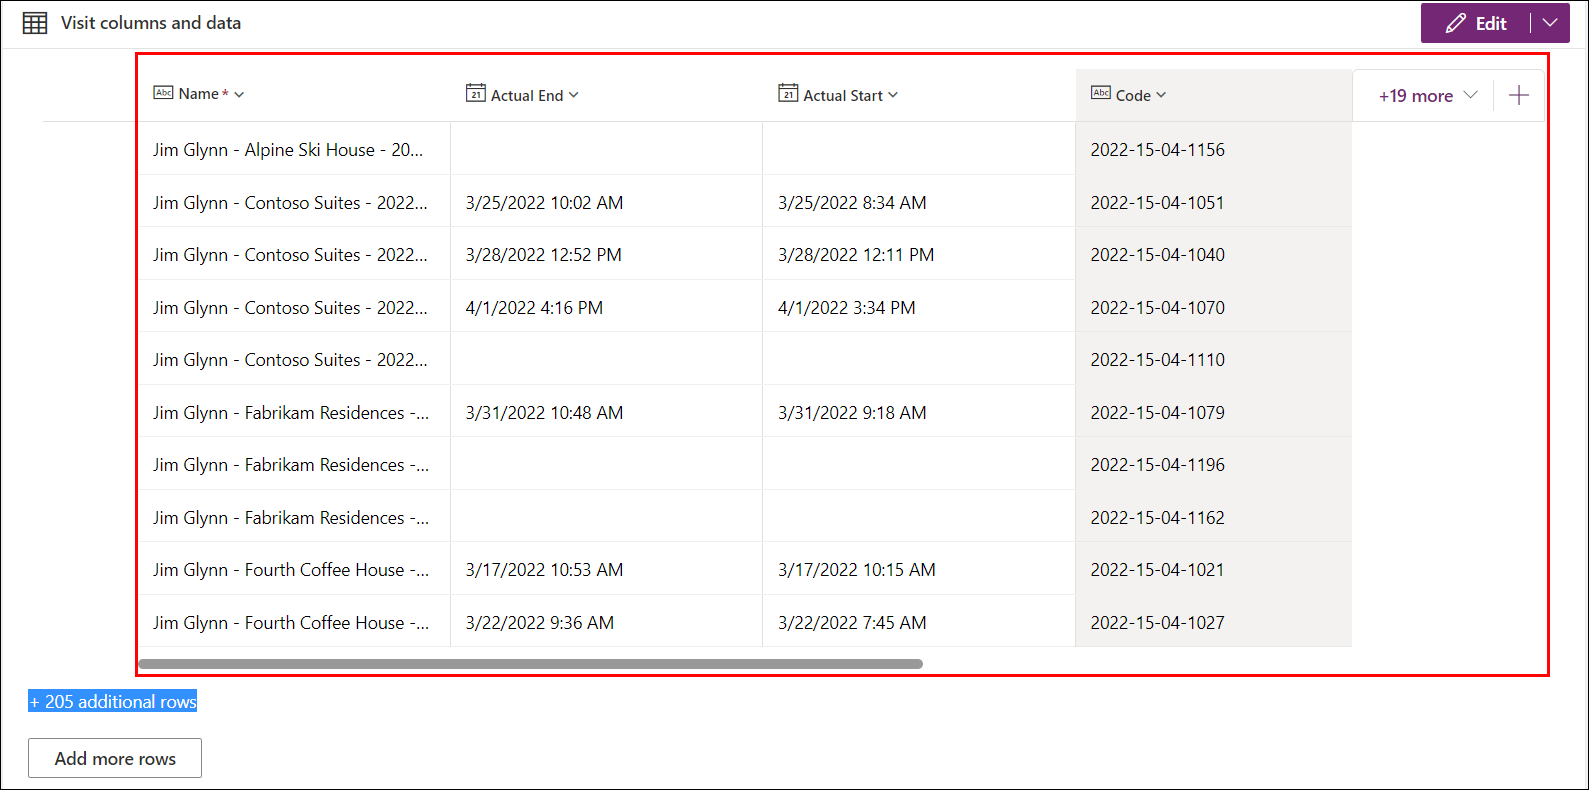 Visit columns and data
Edit
Abc Name * 21 Actual End 21 Actual Start Abc Code +19 more
Jim Glynn - Alpine Ski House - 20... 2022-15-04-1156
Jim Glynn - Contoso Suites - 2022... 3/25/2022 10:02 AM 3/25/2022 8:34 AM 2022-15-04-1051
Jim Glynn - Contoso Suites - 2022... 3/28/2022 12:52 PM 3/28/2022 12:11 PM 2022-15-04-1040
Jim Glynn - Contoso Suites - 2022... 4/1/2022 4:16 PM 4/1/2022 3:34 PM 2022-15-04-1070
Jim Glynn - Contoso Suites - 2022... 2022-15-04-1110
Jim Glynn - Fabrikam Residences -... 3/31/2022 10:48 AM 3/31/2022 9:18 AM 2022-15-04-1079
Jim Glynn - Fabrikam Residences -... 2022-15-04-1196
Jim Glynn - Fabrikam Residences -... 2022-15-04-1162
Jim Glynn - Fourth Coffee House -... 3/17/2022 10:53 AM 3/17/2022 10:15 AM 2022-15-04-1021
Jim Glynn - Fourth Coffee House -... 3/22/2022 9:36 AM 3/22/2022 7:45 AM 2022-15-04-1027
+ 205 additional rows
Add more rows